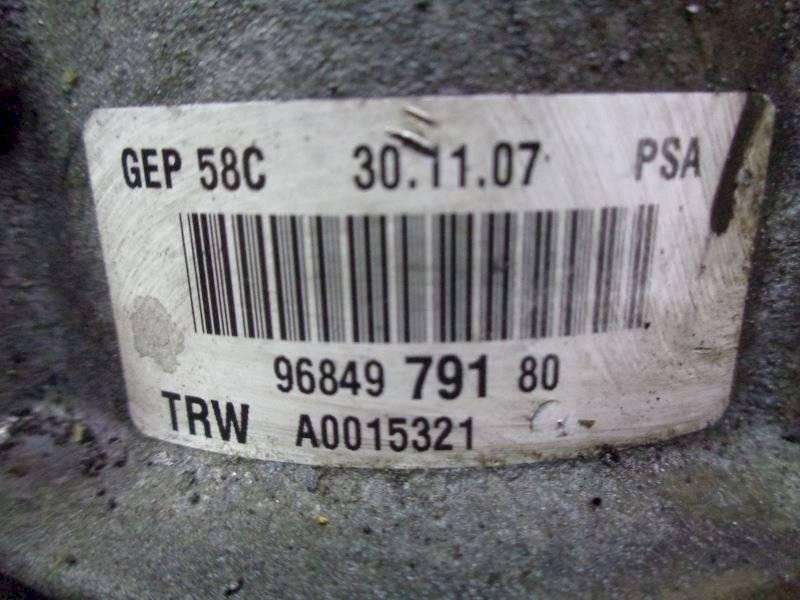 GEP 58C 30.11.07 PSA
96849 791 80
TRW A0015321